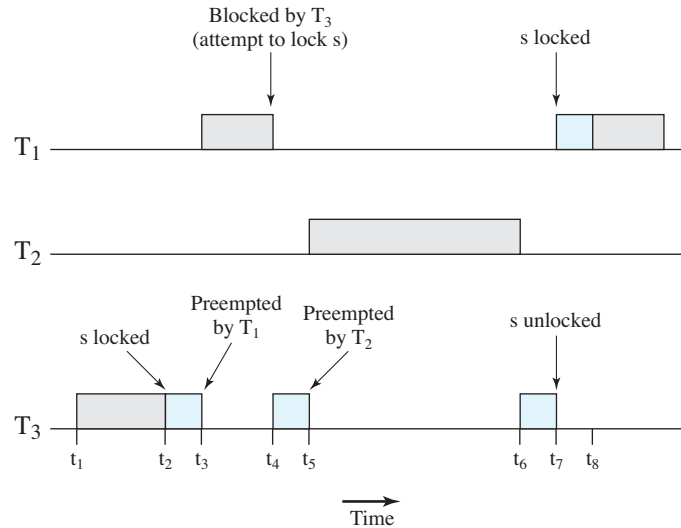 Blocked by T3
(attempt to lock s)
s locked
T1
T2
Preempted
by T1
Preempted
by T2
s locked
s unlocked
T3
t1 t2 t3 t4 t5 t6 t7 t8
Time